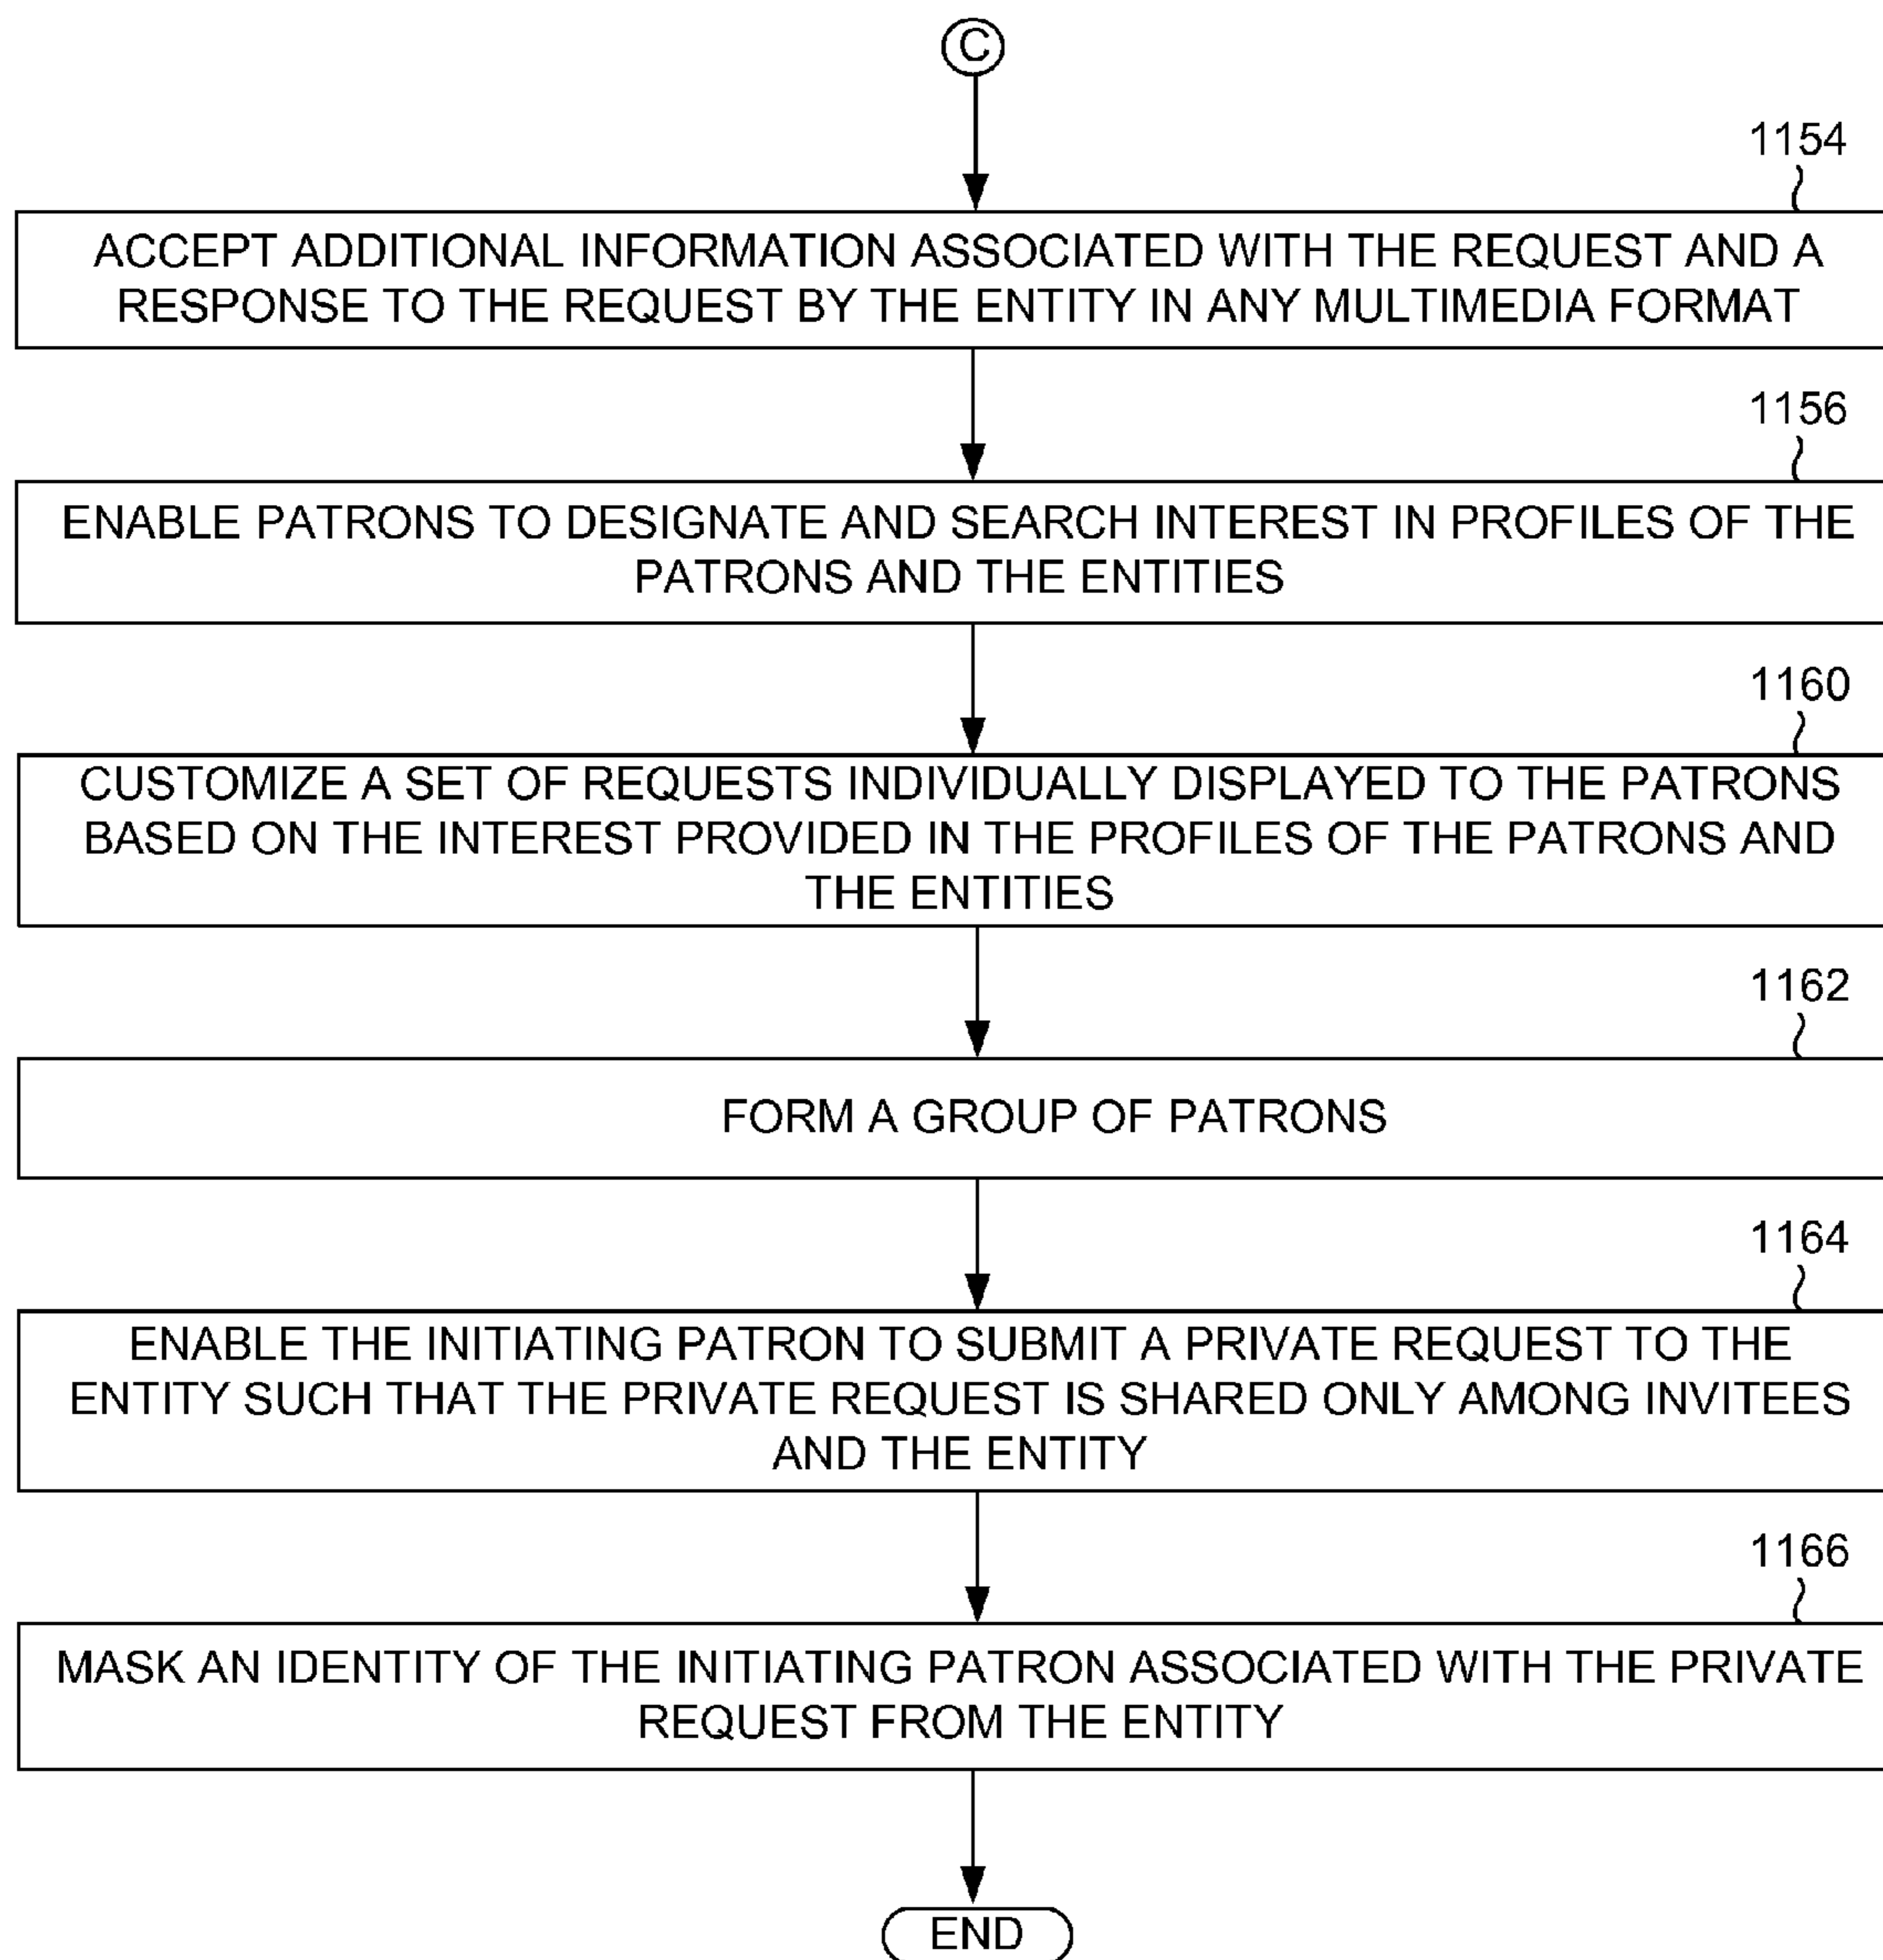 C
1154
ACCEPT ADDITIONAL INFORMATION ASSOCIATED WITH THE REQUEST AND A
RESPONSE TO THE REQUEST BY THE ENTITY IN ANY MULTIMEDIA FORMAT
1156
ENABLE PATRONS TO DESIGNATE AND SEARCH INTEREST IN PROFILES OF THE
PATRONS AND THE ENTITIES
1160
CUSTOMIZE A SET OF REQUESTS INDIVIDUALLY DISPLAYED TO THE PATRONS
BASED ON THE INTEREST PROVIDED IN THE PROFILES OF THE PATRONS AND
THE ENTITIES
1162
FORM A GROUP OF PATRONS
1164
ENABLE THE INITIATING PATRON TO SUBMIT A PRIVATE REQUEST TO THE
ENTITY SUCH THAT THE PRIVATE REQUEST IS SHARED ONLY AMONG INVITEES
AND THE ENTITY
1166
MASK AN IDENTITY OF THE INITIATING PATRON ASSOCIATED WITH THE PRIVATE
REQUEST FROM THE ENTITY
END